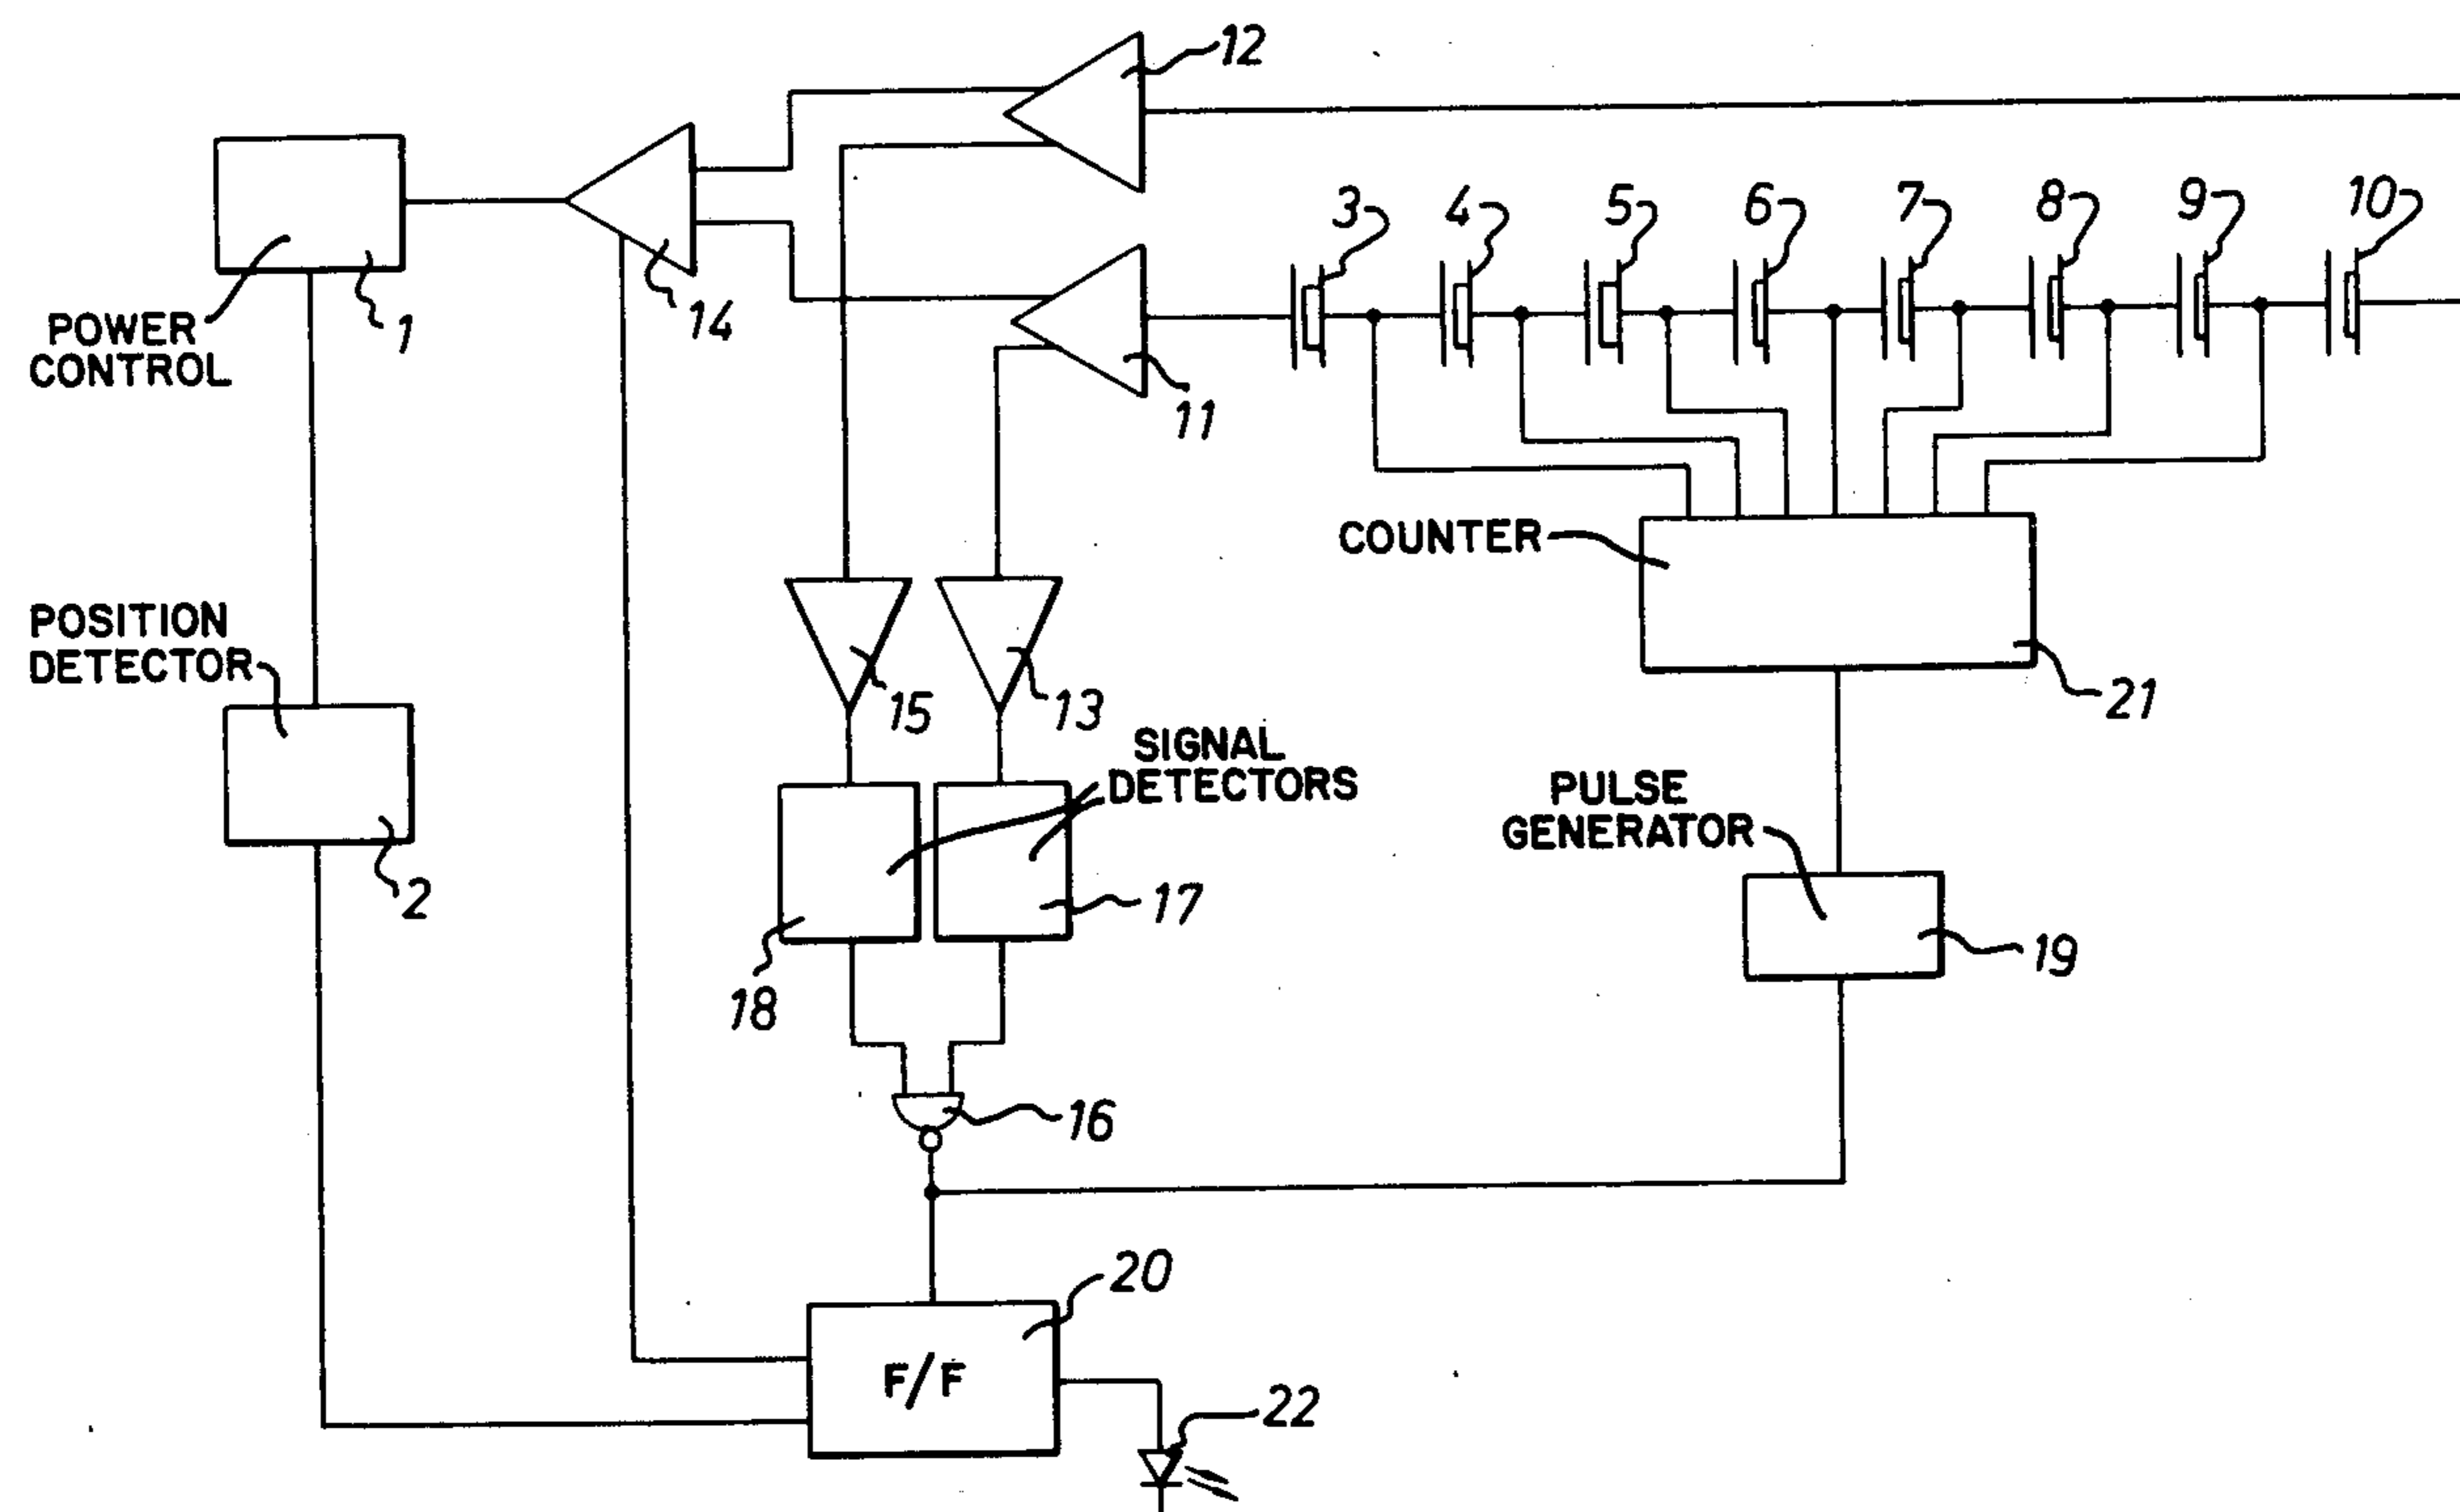 12
3
4
5
6
7
8
9
10
POWER
CONTROL
1
14
11
COUNTER
POSITION
DETECTOR
15
13
21
SIGNAL
DETECTORS
PULSE
GENERATOR
2
17
18
19
16
20
F/F
22